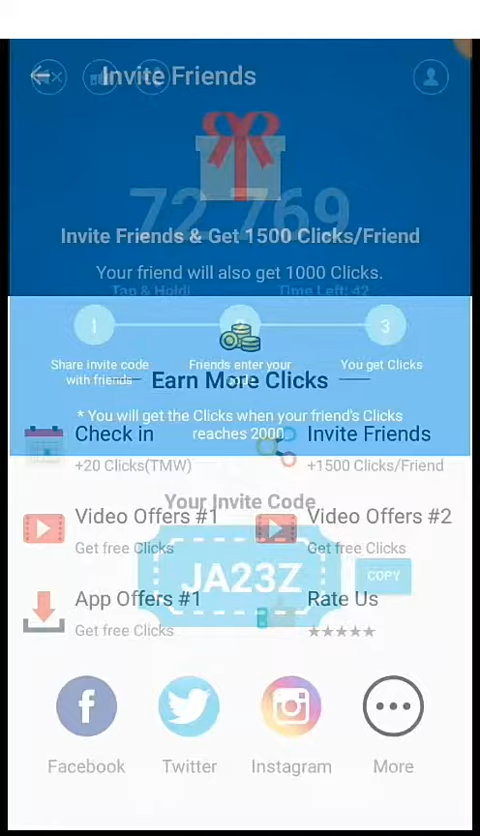 Invite Friends
72,769
Invite Friends & Get 1500 Clicks/Friend
Your friend will also get 1000 Clicks.
Tap & Hold! Time Left: 42
1 3
Share invite code with friends
Friends enter your
You get Clicks
Earn More Clicks
* You will get the Clicks when your friend's Clicks
reaches 2000
Check in
+20 Clicks(TMW)
Invite Friends
+1500 Clicks/Friend
Your Invite Code
Video Offers #1
Get free Clicks
Video Offers #2
Get free Clicks
JA23Z
COPY
App Offers #1
Get free Clicks
Rate Us
Facebook
Twitter
Instagram
More